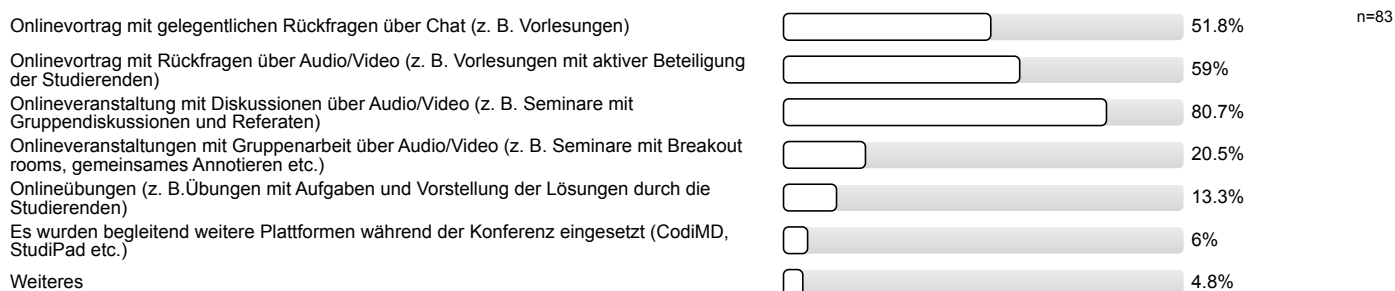 Onlinevortrag mit gelegentlichen Rückfragen über Chat (z. B. Vorlesungen)
51.8%
n=83
Onlinevortrag mit Rückfragen über Audio/Video (z. B. Vorlesungen mit aktiver Beteiligung
der Studierenden)
59%
Onlineveranstaltung mit Diskussionen über Audio/Video (z. B. Seminare mit
Gruppendiskussionen und Referaten)
80.7%
Onlineveranstaltungen mit Gruppenarbeit über Audio/Video (z. B. Seminare mit Breakout
rooms, gemeinsames Annotieren etc.)
20.5%
Onlineübungen (z. B.Übungen mit Aufgaben und Vorstellung der Lösungen durch die
Studierenden)
13.3%
Es wurden begleitend weitere Plattformen während der Konferenz eingesetzt (CodiMD,
StudiPad etc.)
6%
Weiteres
4.8%